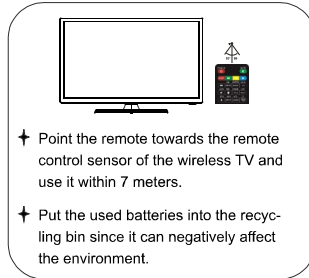 Point the remote towards the remote
control sensor of the wireless TV and
use it within 7 meters.
Put the used batteries into the recyc-
ling bin since it can negatively affect
the environment.